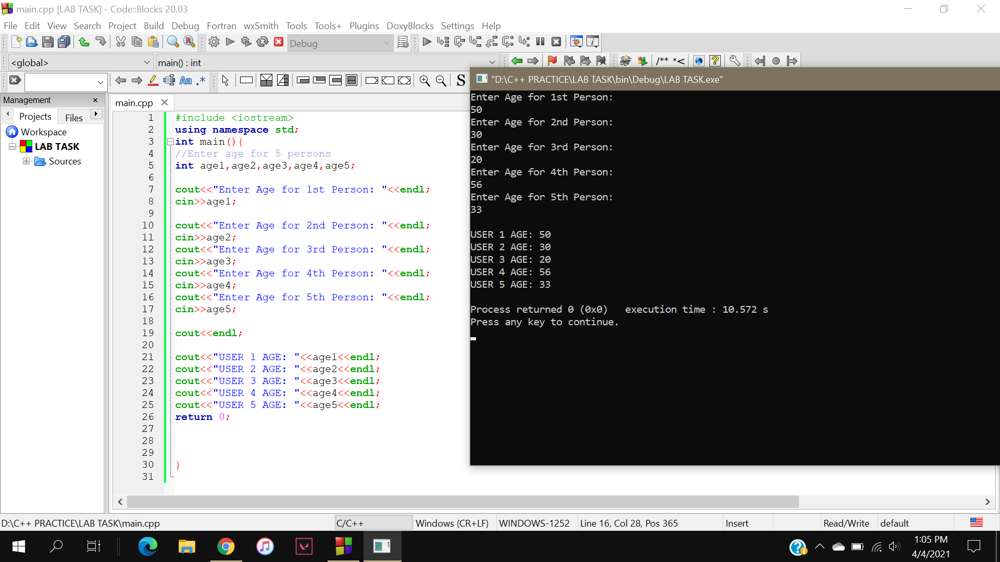 main.cpp [LAB TASK] - Code::Blocks 20.03
File Edit View Search Project Build Debug Fortran wxSmith Tools Tools+ Plugins DoxyBlocks Settings Help
Debug
<global> main() : int
/** *<
Aa .* S
Management
Projects Files
Workspace
LAB TASK
Sources
main.cpp
1 #include <iostream>
2 using namespace std;
3 int main(){
4 //Enter age for 5 persons
5 int age1,age2,age3,age4,age5;
6
7 cout<<"Enter Age for 1st Person: "<<endl;
8 cin>>age1;
9
10 cout<<"Enter Age for 2nd Person: "<<endl;
11 cin>>age2;
12 cout<<"Enter Age for 3rd Person: "<<endl;
13 cin>>age3;
14 cout<<"Enter Age for 4th Person: "<<endl;
15 cin>>age4;
16 cout<<"Enter Age for 5th Person: "<<endl;
17 cin>>age5;
18
19 cout<<endl;
20
21 cout<<"USER 1 AGE: "<<age1<<endl;
22 cout<<"USER 2 AGE: "<<age2<<endl;
23 cout<<"USER 3 AGE: "<<age3<<endl;
24 cout<<"USER 4 AGE: "<<age4<<endl;
25 cout<<"USER 5 AGE: "<<age5<<endl;
26 return 0;
27
28
29
30 }
31
"D:\C++ PRACTICE\LAB TASK\bin\Debug\LAB TASK.exe"
Enter Age for 1st Person:
50
Enter Age for 2nd Person:
30
Enter Age for 3rd Person:
20
Enter Age for 4th Person:
56
Enter Age for 5th Person:
33
USER 1 AGE: 50
USER 2 AGE: 30
USER 3 AGE: 20
USER 4 AGE: 56
USER 5 AGE: 33
Process returned 0 (0x0) execution time : 10.572 s
Press any key to continue.
D:\C++ PRACTICE\LAB TASK\main.cpp C/C++ Windows (CR+LF) WINDOWS-1252 Line 16, Col 28, Pos 365 Insert Read/Write default
1:05 PM
4/4/2021